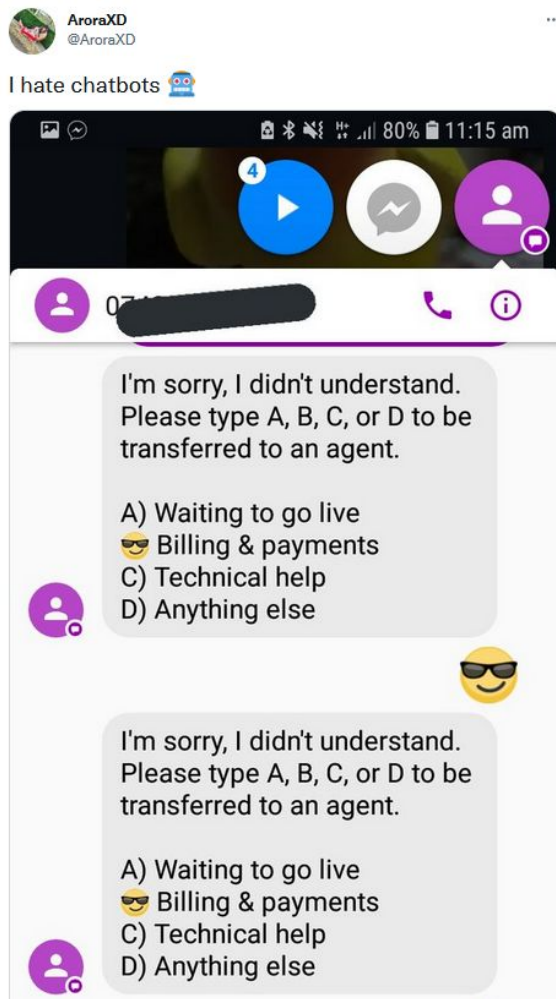 AroraXD
@AroraXD
I hate chatbots 🤖
80% 11:15 am
4
I'm sorry, I didn't understand.
Please type A, B, C, or D to be
transferred to an agent.
A) Waiting to go live
😎 Billing & payments
C) Technical help
D) Anything else
😎
I'm sorry, I didn't understand.
Please type A, B, C, or D to be
transferred to an agent.
A) Waiting to go live
😎 Billing & payments
C) Technical help
D) Anything else